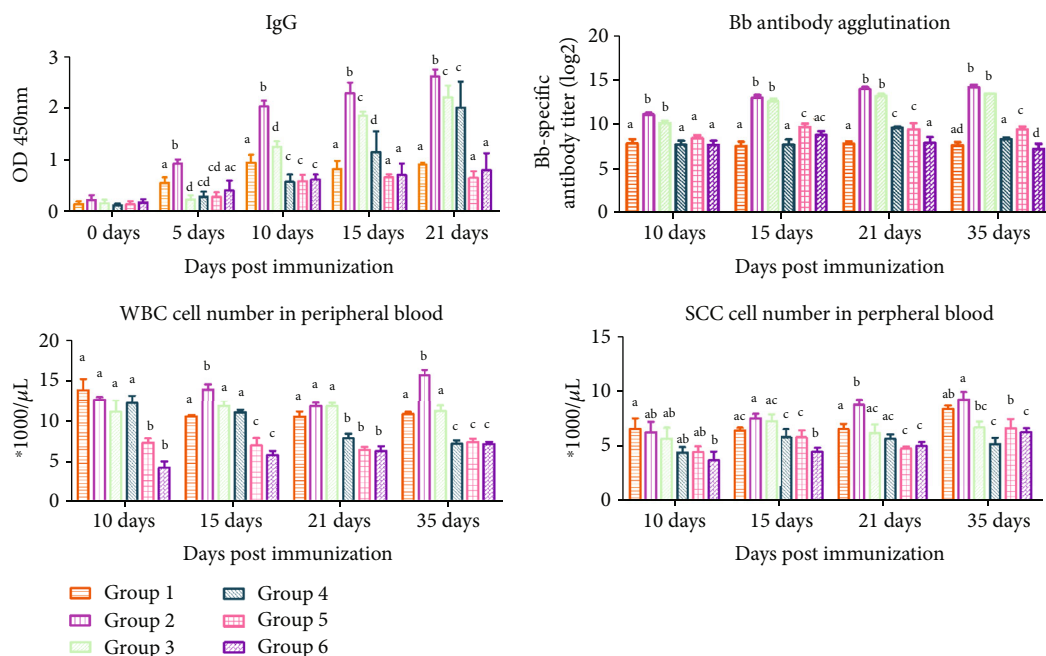 IgG
OD 450nm
3
2
1
0
a b d cd cd ac
a b d c c c
a b c d a a
a b c c a a
0 days 5 days 10 days 15 days 21 days
Days post immunization
Bb antibody agglutination
Bb-specific
antibody titer (log2)
20
15
10
5
0
a b b a a a
a b b a c ac
a b b c c a
ad b b a c d
10 days 15 days 21 days 35 days
Days post immunization
WBC cell number in peripheral blood
*1000/μL
20
15
10
5
0
a a a a b b
a b a a c c
a a a b b b
a b a c c c
10 days 15 days 21 days 35 days
Days post immunization
SCC cell number in perpheral blood
*1000/μL
15
10
5
0
a ab ab ab ab b
ac a ac c c b
a b ac ac c c
ab a bc c b c
10 days 15 days 21 days 35 days
Days post immunization
Group 1
Group 2
Group 3
Group 4
Group 5
Group 6